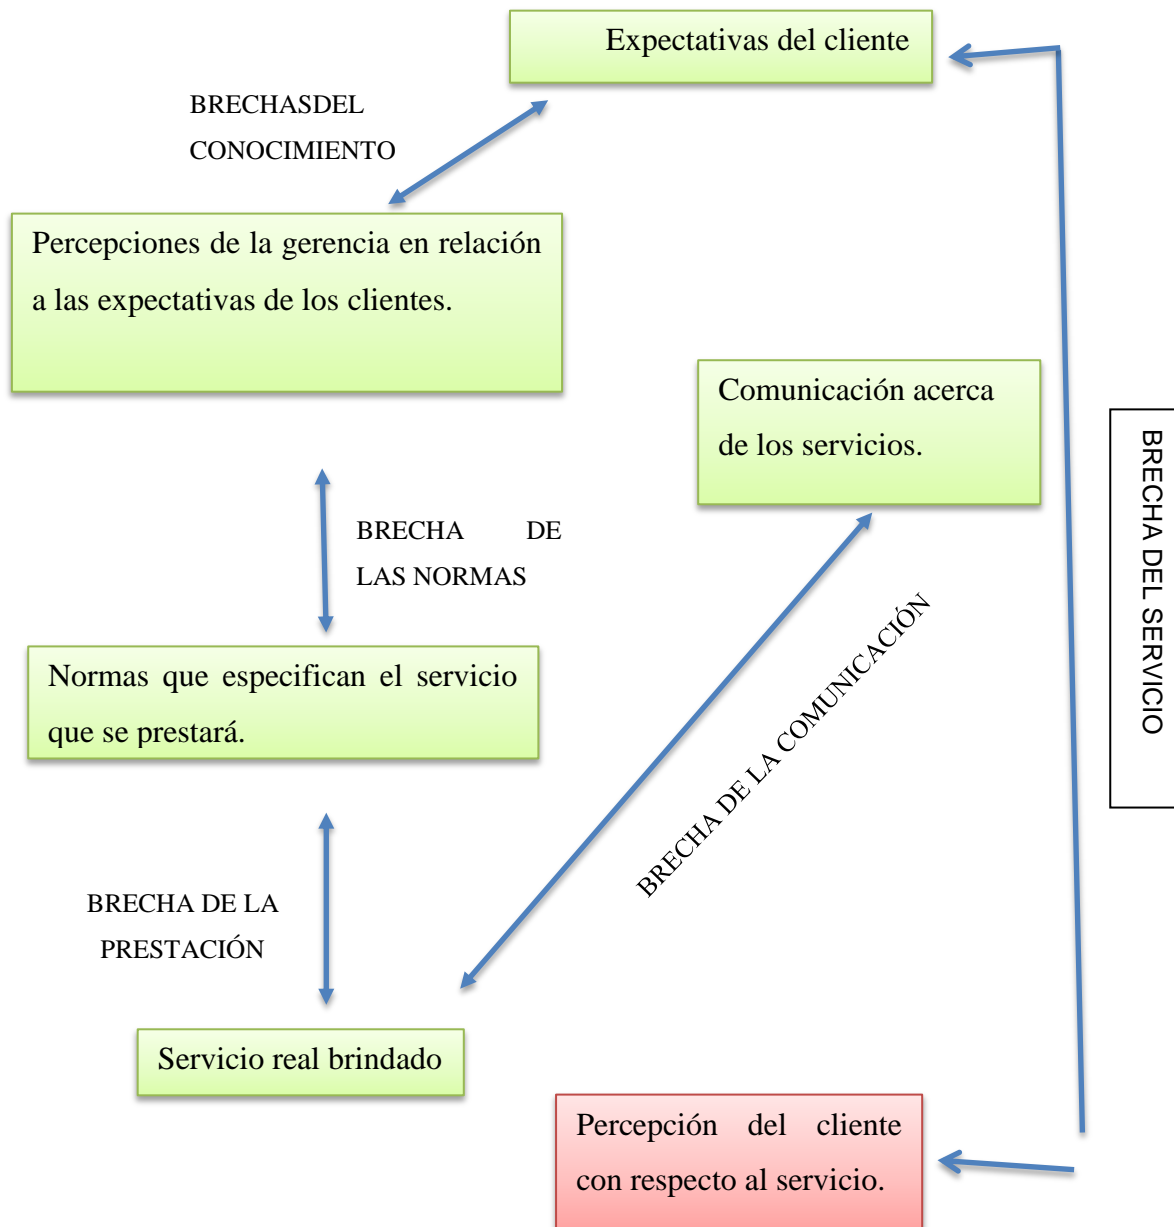 Expectativas del cliente
BRECHASDEL
CONOCIMIENTO
Percepciones de la gerencia en relación
a las expectativas de los clientes.
Comunicación acerca
de los servicios.
BRECHA DEL SERVICIO
BRECHA DE
LAS NORMAS
BRECHA DE LA COMUNICACIÓN
Normas que especifican el servicio
que se prestará.
BRECHA DE LA
PRESTACIÓN
Servicio real brindado
Percepción del cliente
con respecto al servicio.